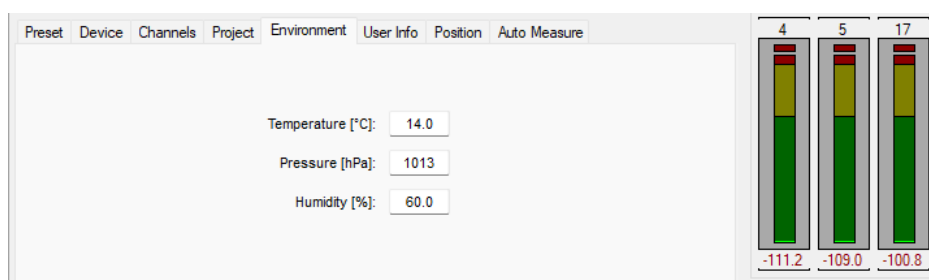 Preset Device Channels Project Environment User Info Position Auto Measure
4 5 17
Temperature [°C]: 14.0
Pressure [hPa]: 1013
Humidity [%]: 60.0
-111.2 -109.0 -100.8